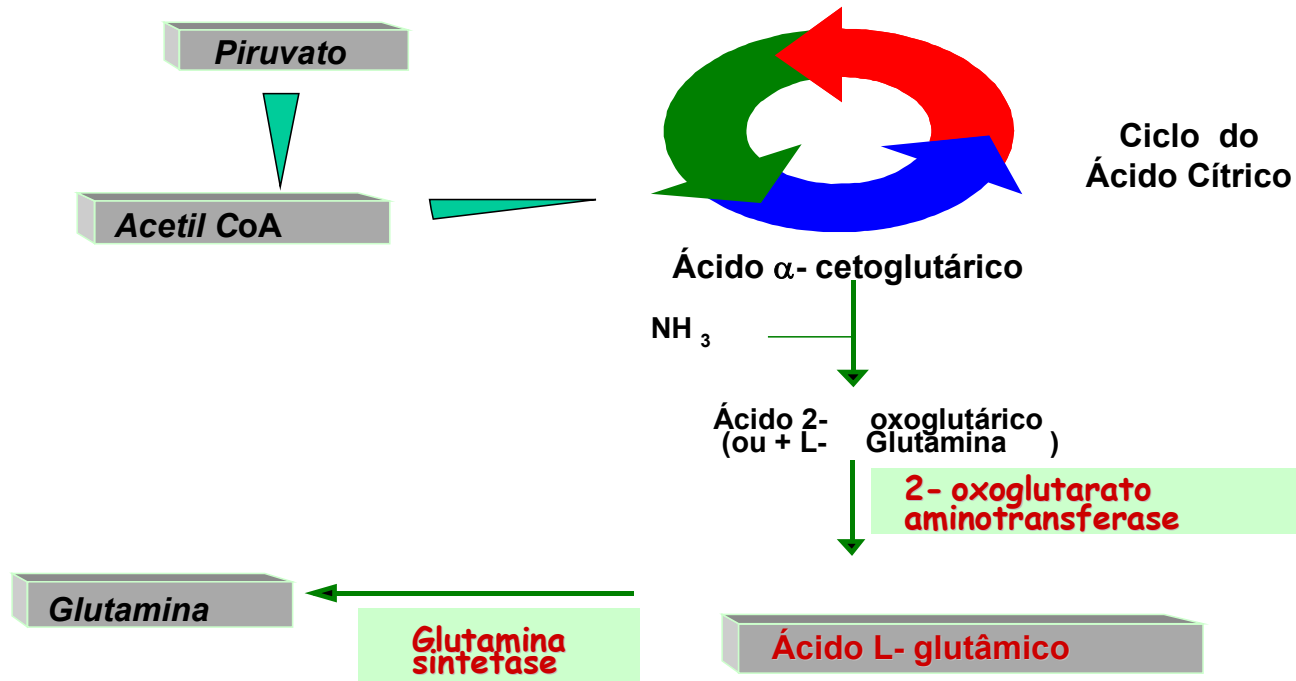 Piruvato
Ciclo do
Ácido Cítrico
Acetil CoA
Ácido α- cetoglutárico
NH 3
Ácido 2- oxoglutárico
(ou + L- Glutamina )
2- oxoglutarato
aminotransferase
Glutamina
Glutamina
sintetase
Ácido L- glutâmico